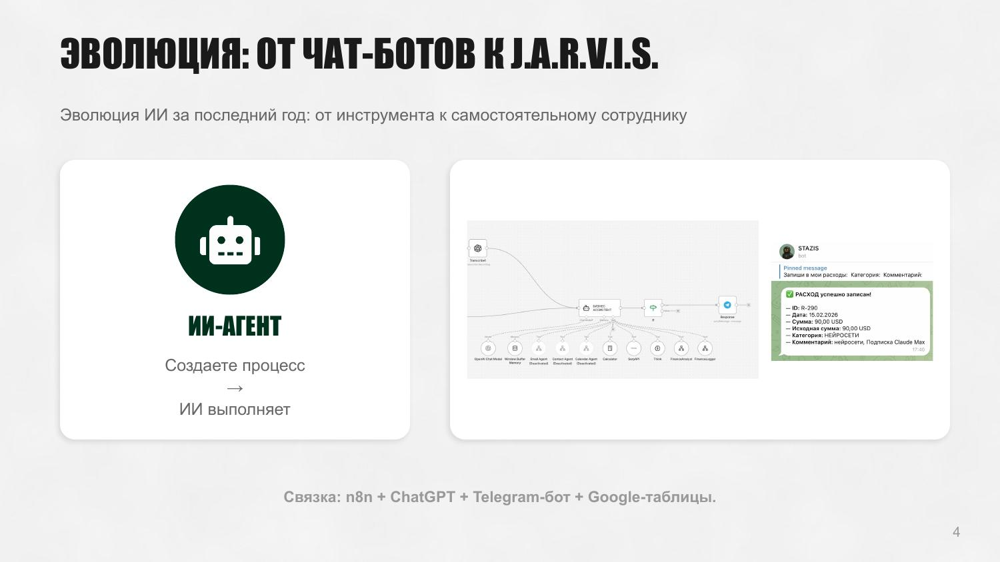 ЭВОЛЮЦИЯ: ОТ ЧАТ-БОТОВ К J.A.R.V.I.S.
Эволюция ИИ за последний год: от инструмента к самостоятельному сотруднику
ИИ-АГЕНТ
Создаете процесс
→
ИИ выполняет
Transcribe1
БИЗНЕС
АССИСТЕНТ
If
Response
Chat Model*
Memory
OpenAI Chat Model
Window Buffer
Memory
Email Agent
(Deactivated)
Contact Agent
(Deactivated)
Calendar Agent
(Deactivated)
Calculator
SerpAPI
Think
FinanceAnalyst
FinanceLogger
STAZIS
bot
Pinned message
Запиши в мои расходы: Категория: Комментарий:
✅ РАСХОД успешно записан!
— ID: R-290
— Дата: 15.02.2026
— Сумма: 90,00 USD
— Исходная сумма: 90,00 USD
— Категория: НЕЙРОСЕТИ
— Комментарий: нейросети, Подписка Claude Max
17:40
Связка: n8n + ChatGPT + Telegram-бот + Google-таблицы.
4